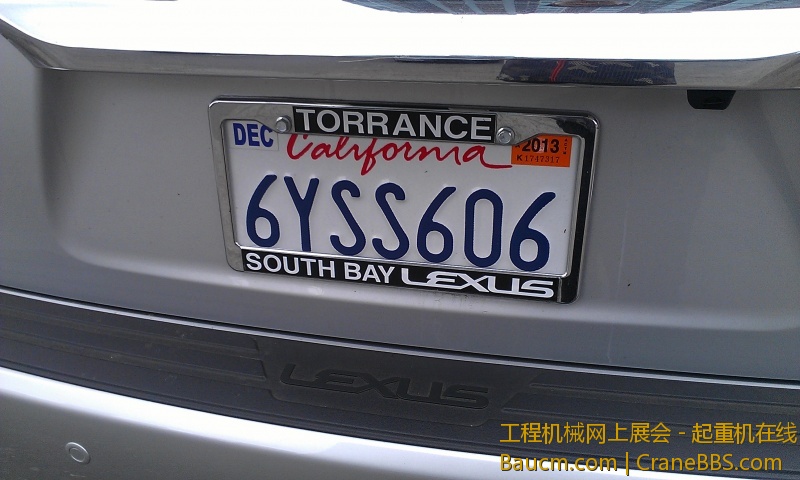 TORRANCE
DEC
California
2013
K1747317
6YSS606
SOUTH BAY LEXUS
LEXUS
工程机械网上展会 - 起重机在线
Baucm.com | CraneBBS.com